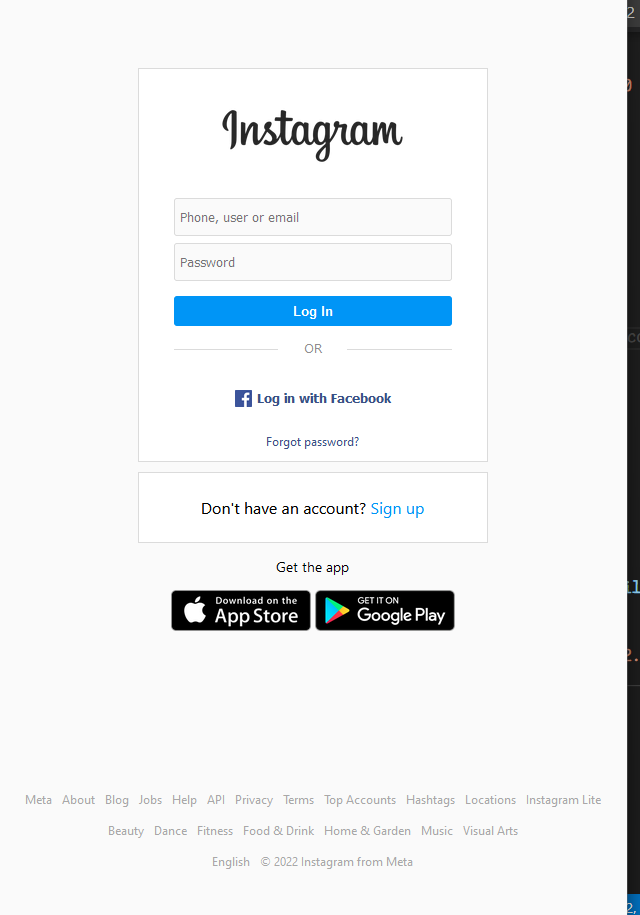 Instagram
Phone, user or email
Password
Log In
OR
Log in with Facebook
Forgot password?
Don't have an account? Sign up
Get the app
Download on the
App Store
GET IT ON
Google Play
Meta About Blog Jobs Help API Privacy Terms Top Accounts Hashtags Locations Instagram Lite
Beauty Dance Fitness Food & Drink Home & Garden Music Visual Arts
English © 2022 Instagram from Meta